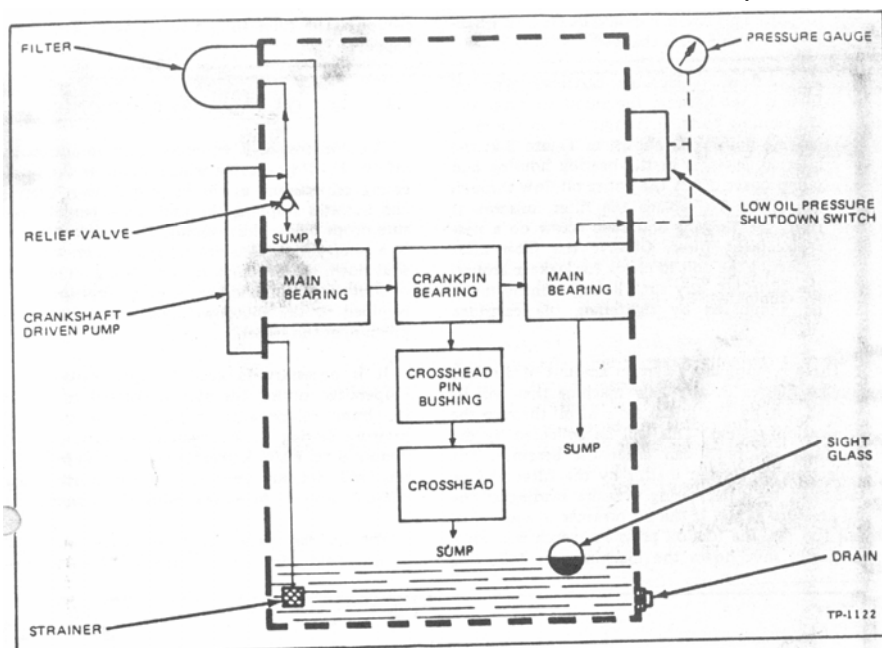 FILTER
PRESSURE GAUGE
LOW OIL PRESSURE
SHUTDOWN SWITCH
RELIEF VALVE
SUMP
MAIN
BEARING
CRANKPIN
BEARING
MAIN
BEARING
CRANKSHAFT
DRIVEN PUMP
CROSSHEAD
PIN
BUSHING
SUMP
SIGHT
GLASS
CROSSHEAD
SUMP
DRAIN
STRAINER
TP-1122